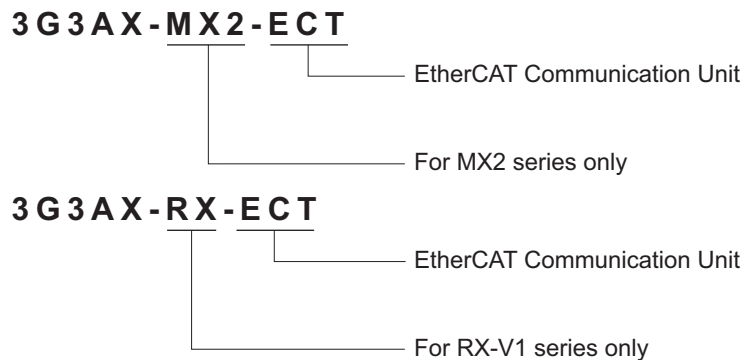 3G3AX-MX2-ECT
EtherCAT Communication Unit
For MX2 series only
3G3AX-RX-ECT
EtherCAT Communication Unit
For RX-V1 series only